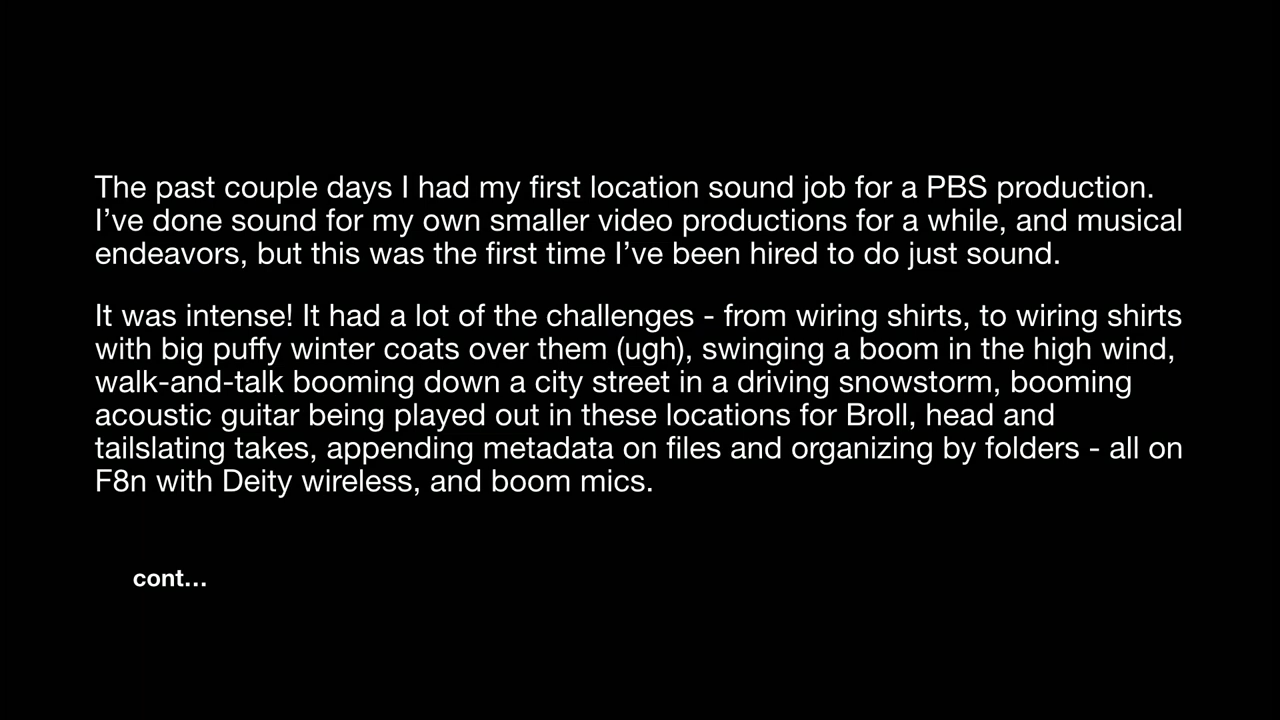 The past couple days I had my first location sound job for a PBS production.
I’ve done sound for my own smaller video productions for a while, and musical
endeavors, but this was the first time I’ve been hired to do just sound.
It was intense! It had a lot of the challenges - from wiring shirts, to wiring shirts
with big puffy winter coats over them (ugh), swinging a boom in the high wind,
walk-and-talk booming down a city street in a driving snowstorm, booming
acoustic guitar being played out in these locations for Broll, head and
tailslating takes, appending metadata on files and organizing by folders - all on
F8n with Deity wireless, and boom mics.
cont...